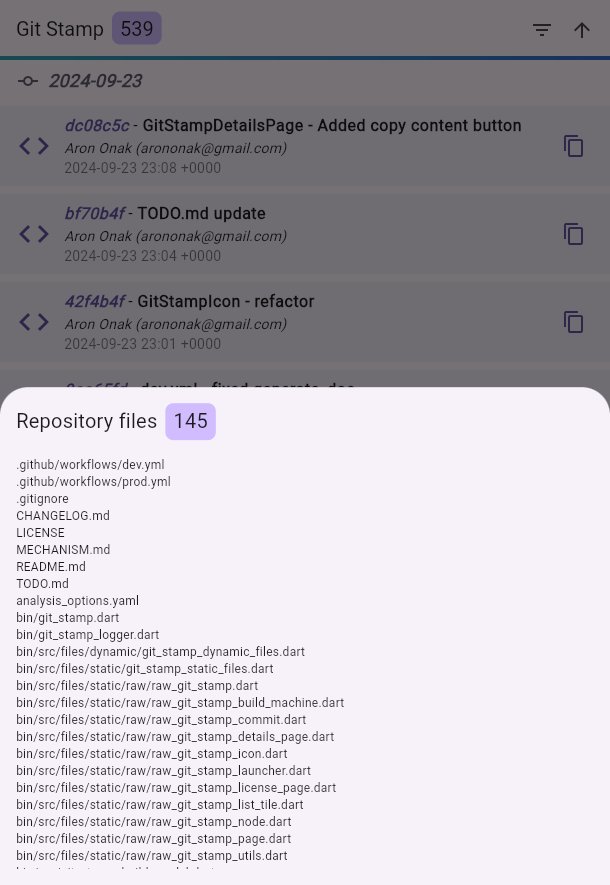 Git Stamp 539
2024-09-23
dc08c5c - GitStampDetailsPage - Added copy content button
Aron Onak (arononak@gmail.com)
2024-09-23 23:08 +0000
bf70b4f - TODO.md update
Aron Onak (arononak@gmail.com)
2024-09-23 23:04 +0000
42f4b4f - GitStampIcon - refactor
Aron Onak (arononak@gmail.com)
2024-09-23 23:01 +0000
Repository files 145
.github/workflows/dev.yml
.github/workflows/prod.yml
.gitignore
CHANGELOG.md
LICENSE
MECHANISM.md
README.md
TODO.md
analysis_options.yaml
bin/git_stamp.dart
bin/git_stamp_logger.dart
bin/src/files/dynamic/git_stamp_dynamic_files.dart
bin/src/files/static/git_stamp_static_files.dart
bin/src/files/static/raw/raw_git_stamp.dart
bin/src/files/static/raw/raw_git_stamp_build_machine.dart
bin/src/files/static/raw/raw_git_stamp_commit.dart
bin/src/files/static/raw/raw_git_stamp_details_page.dart
bin/src/files/static/raw/raw_git_stamp_icon.dart
bin/src/files/static/raw/raw_git_stamp_launcher.dart
bin/src/files/static/raw/raw_git_stamp_license_page.dart
bin/src/files/static/raw/raw_git_stamp_list_tile.dart
bin/src/files/static/raw/raw_git_stamp_node.dart
bin/src/files/static/raw/raw_git_stamp_page.dart
bin/src/files/static/raw/raw_git_stamp_utils.dart